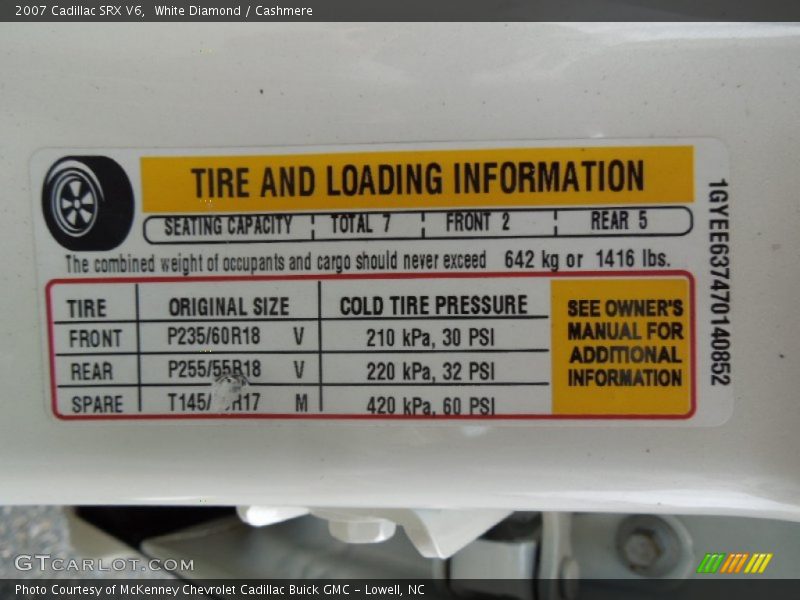 2007 Cadillac SRX V6, White Diamond / Cashmere
TIRE AND LOADING INFORMATION
SEATING CAPACITY TOTAL 7 FRONT 2 REAR 5
The combined weight of occupants and cargo should never exceed 642 kg or 1416 lbs.
TIRE ORIGINAL SIZE COLD TIRE PRESSURE
FRONT P235/60R18 V 210 kPa, 30 PSI
REAR P255/55R18 V 220 kPa, 32 PSI
SPARE M 420 kPa, 60 PSI
SEE OWNER'S
MANUAL FOR
ADDITIONAL
INFORMATION
1GYEE637470140852
GTCARLOT.COM
Photo Courtesy of McKenney Chevrolet Cadillac Buick GMC - Lowell, NC